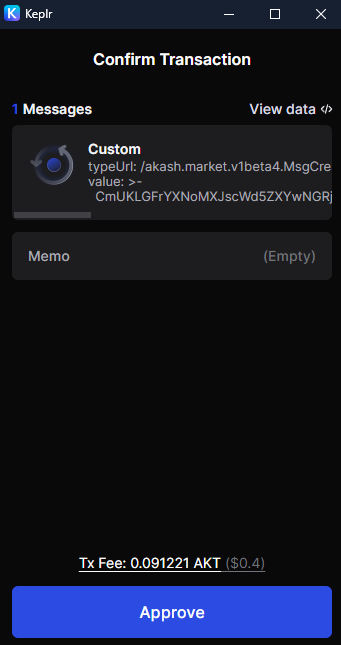 Keplr
Confirm Transaction
1 Messages View data </>
Custom
typeUrl: /akash.market.v1beta4.MsgCre
value: >-
CmUKLGFrYXNoMXJscWd5ZXYwNGRj
Memo (Empty)
Tx Fee: 0.091221 AKT ($0.4)
Approve